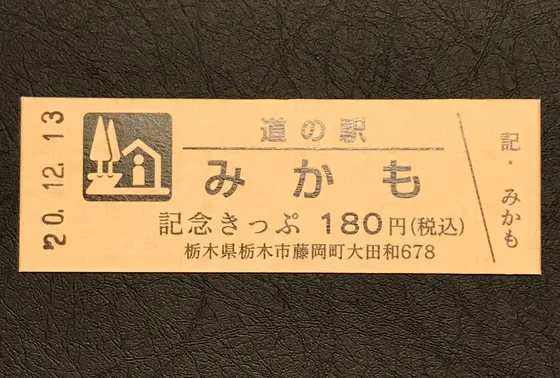 20.12.13
道の駅
みかも
記念きっぷ 180円(税込)
栃木県栃木市藤岡町大田和678
記・みかも